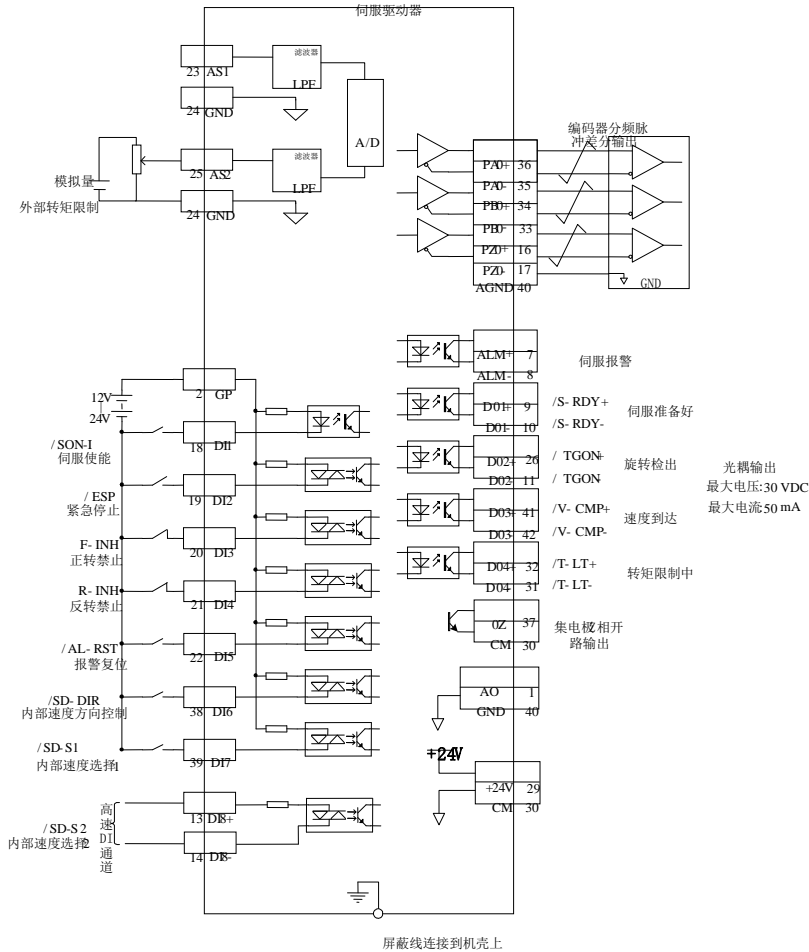 伺服驱动器
滤波器
LPF
23 AS1
24 GND
A/D
滤波器
LPF
25 AS2
24 GND
模拟量
外部转矩限制
编码器分频脉
冲差分输出
PA0+ 36
PA0- 35
PB0+ 34
PB0- 33
PZ0+ 16
PZ0- 17
AGND 40
GND
ALM+ 7
ALM- 8
伺服报警
D01+ 9
D01- 10
/S-RDY+
/S-RDY-
伺服准备好
D02+ 26
D02- 11
/TGON+
/TGON-
旋转检出
D03+ 41
D03- 42
/V-CMP+
/V-CMP-
速度到达
D04+ 32
D04- 31
/T-LT+
/T-LT-
转矩限制中
光耦输出
最大电压:30 VDC
最大电流:50 mA
0Z 37
CM 30
集电极Z相开
路输出
AO 1
GND 40
+24V
+24V 29
CM 30
12V
24V
2 GP
/SON-I
伺服使能
18 DI1
/ESP
紧急停止
19 DI2
F-INH
正转禁止
20 DI3
R-INH
反转禁止
21 DI4
/AL-RST
报警复位
22 DI5
/SD-DIR
内部速度方向控制
38 DI6
/SD-S1
内部速度选择1
39 DI7
/SD-S2
内部速度选择2
高速DI通道
13 DI8+
14 DI8-
屏蔽线连接到机壳上